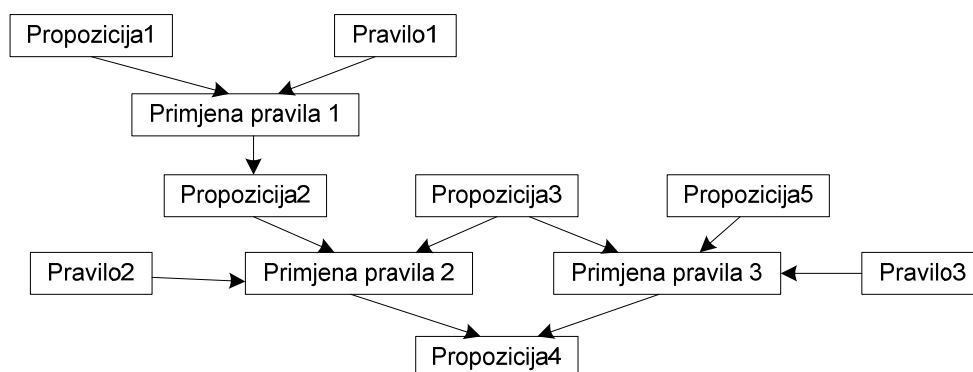 Propozicija1
Pravilo1
Primjena pravila 1
Propozicija2
Propozicija3
Propozicija5
Pravilo2
Primjena pravila 2
Primjena pravila 3
Pravilo3
Propozicija4